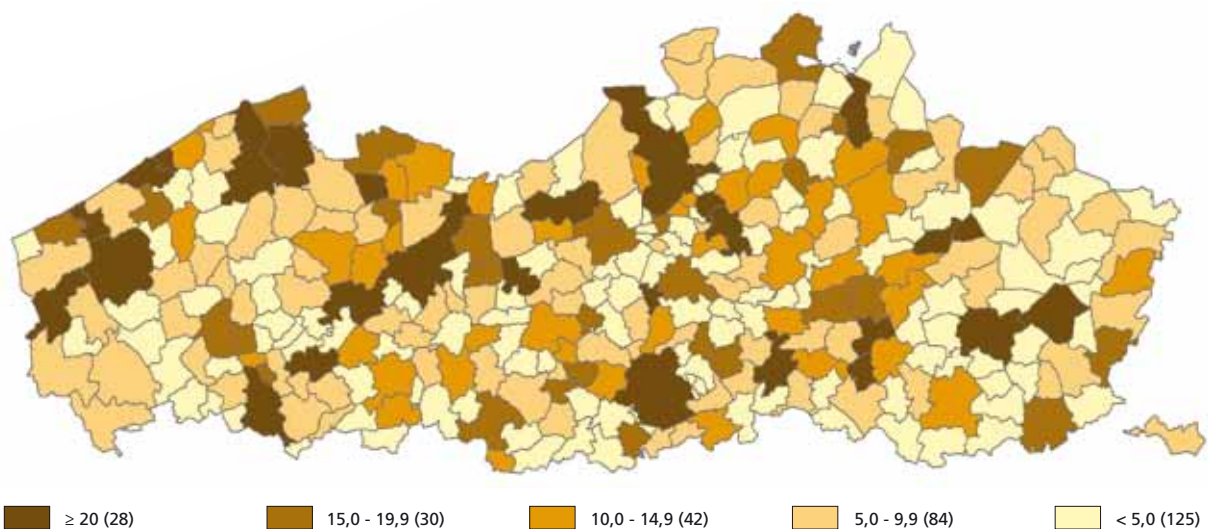 ≥ 20 (28) 15,0 - 19,9 (30) 10,0 - 14,9 (42) 5,0 - 9,9 (84) < 5,0 (125)